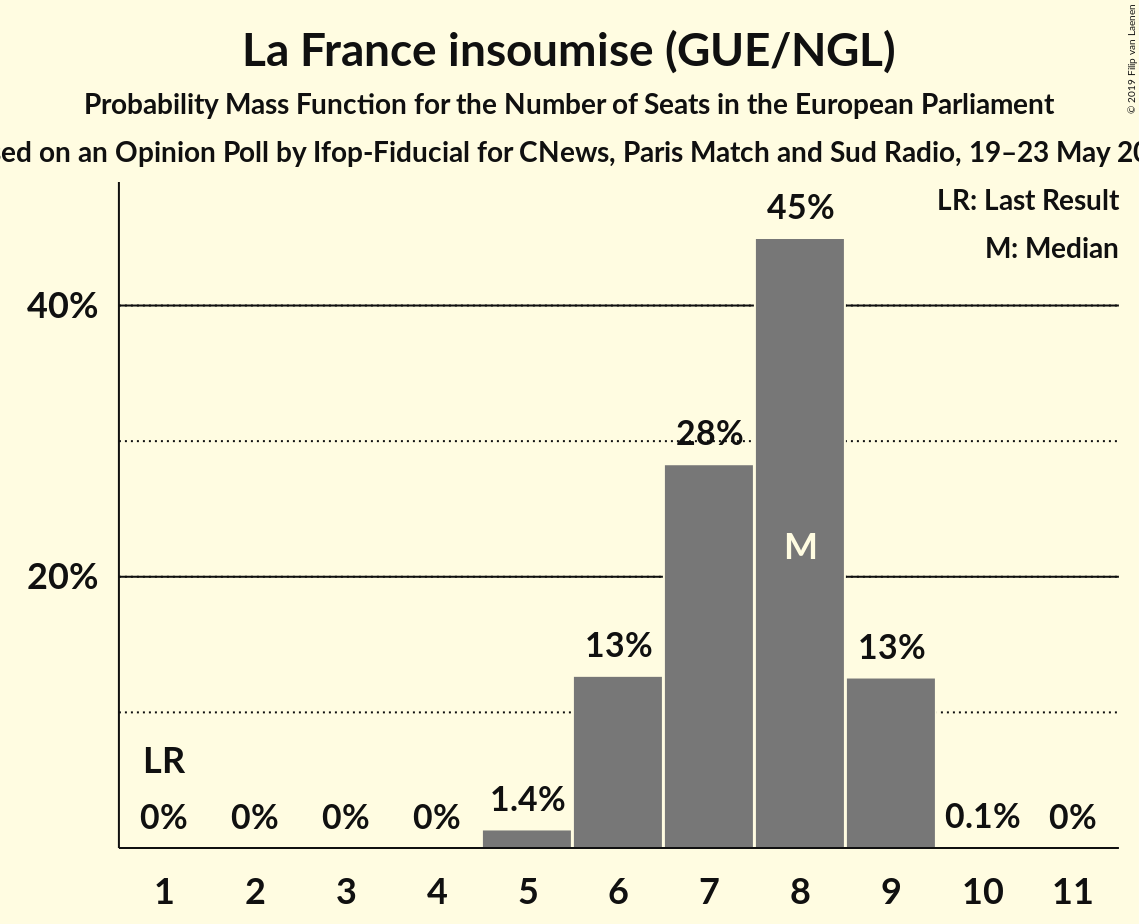 La France insoumise (GUE/NGL)
Probability Mass Function for the Number of Seats in the European Parliament
on an Opinion Poll by Ifop-Fiducial for CNews, Paris Match and Sud Radio, 19–23 May
© 2019 Filip van Laenen
LR: Last Result
M: Median
45%
40%
28%
M
20%
13%
13%
LR
1.4%
0%
0%
0%
0%
0.1%
0%
1 2 3 4 5 6 7 8 9 10 11